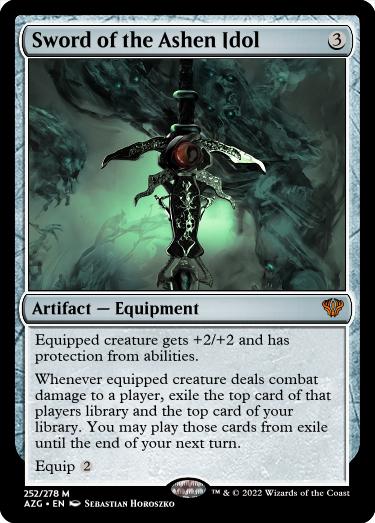 Sword of the Ashen Idol 3
Artifact — Equipment
Equipped creature gets +2/+2 and has
protection from abilities.
Whenever equipped creature deals combat
damage to a player, exile the top card of that
players library and the top card of your
library. You may play those cards from exile
until the end of your next turn.
Equip 2
252/278 M
AZG • EN Sebastian Horoszko
™ & © 2022 Wizards of the Coast